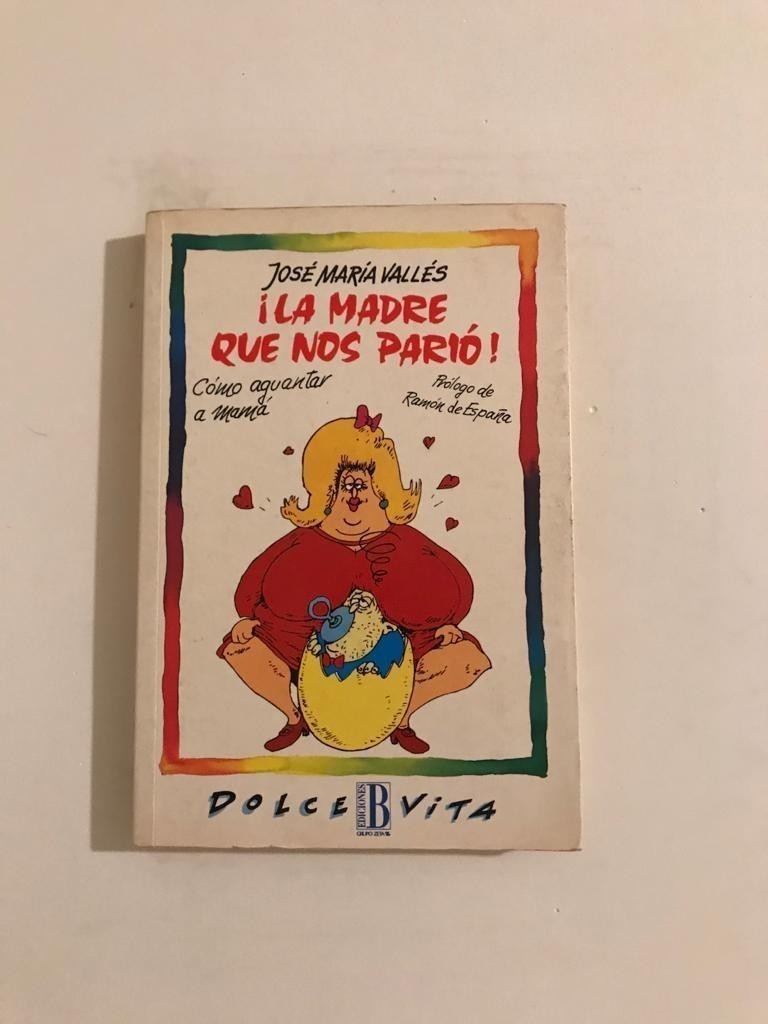 JOSÉ MARÍA VALLÉS
¡LA MADRE
QUE NOS PARIÓ!
Cómo aguantar
a mamá
Prólogo de
Ramón de España
DOLCE VITA
EDICIONES
B
GRUPO ZETA